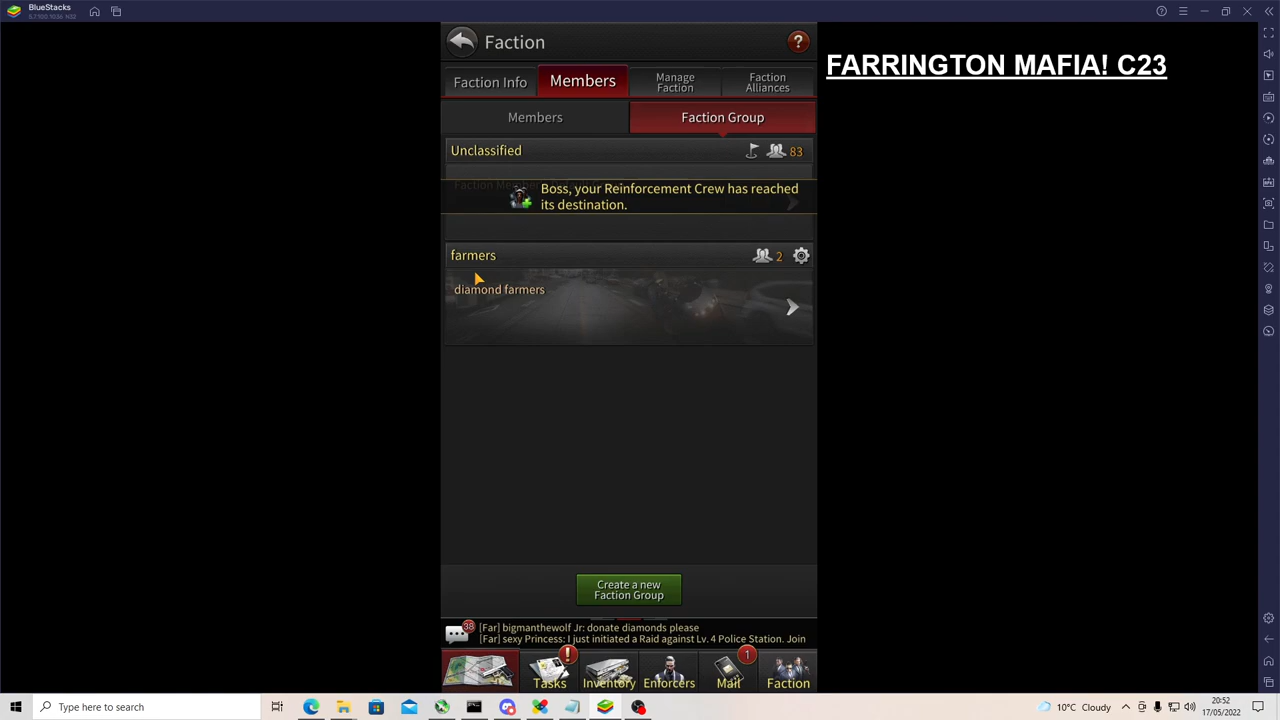 BlueStacks
Faction
?
FARRINGTON MAFIA! C23
Faction Info
Members
Manage
Faction
Faction
Alliances
Members
Faction Group
Unclassified
83
Boss, your Reinforcement Crew has reached
its destination.
farmers
2
diamond farmers
Create a new
Faction Group
38
[Far] bigmanthewolf Jr: donate diamonds please
[Far] sexy Princess: I just initiated a Raid against Lv. 4 Police Station. Join
!
1
Tasks
Inventory
Enforcers
Mail
Faction
Type here to search
10°C Cloudy
20:52
17/05/2022